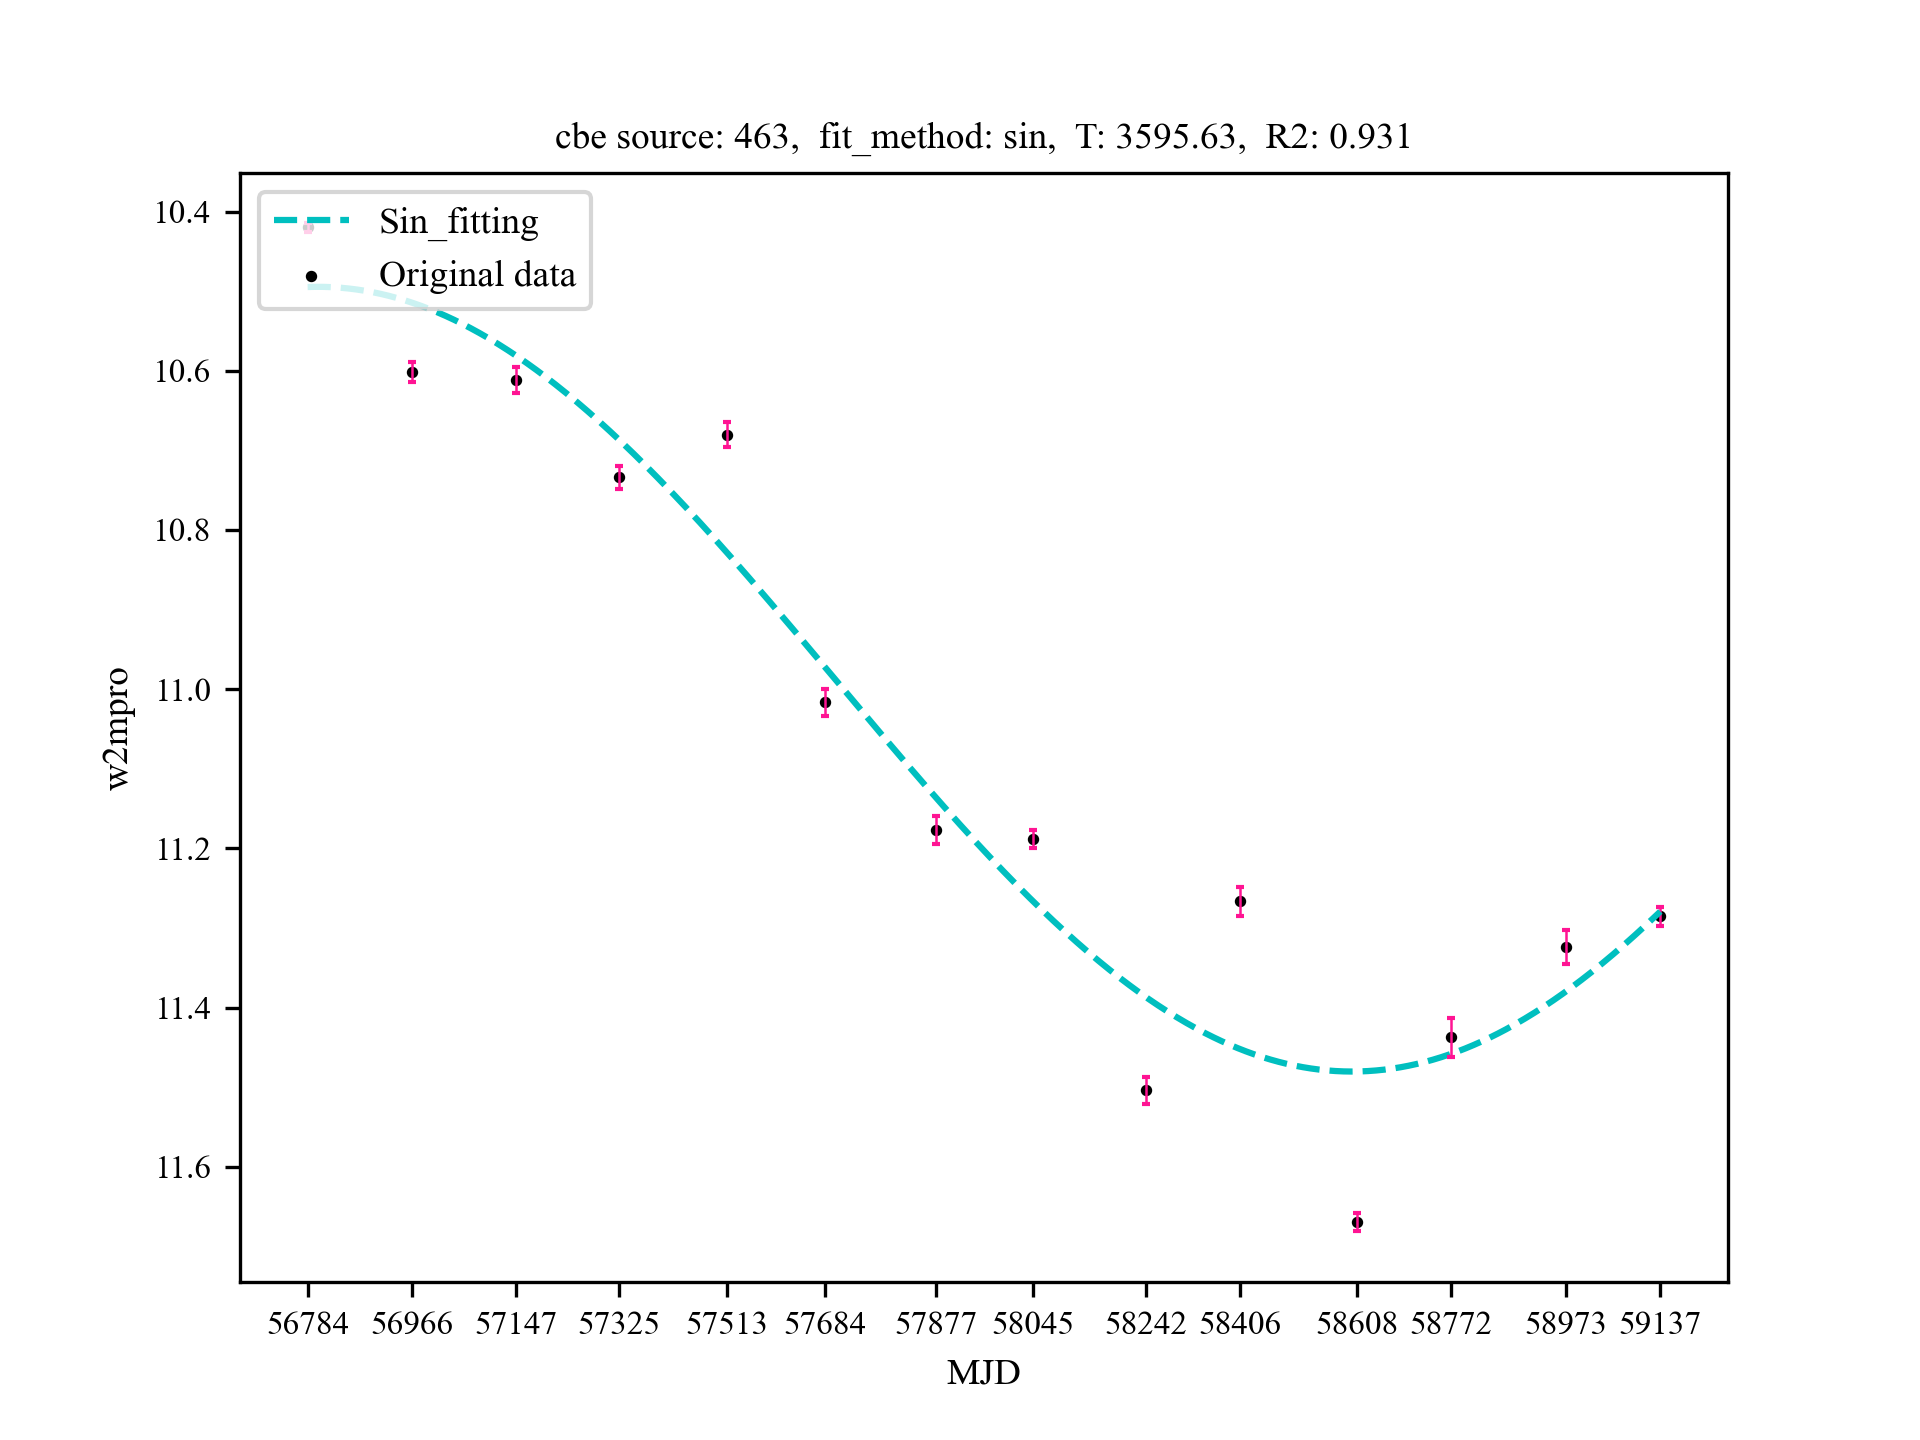 cbe source: 463, fit_method: sin, T: 3595.63, R2: 0.931
Sin_fitting
Original data
10.4
10.6
10.8
11.0
11.2
11.4
11.6
w2mpro
56784 56966 57147 57325 57513 57684 57877 58045 58242 58406 58608 58772 58973 59137
MJD